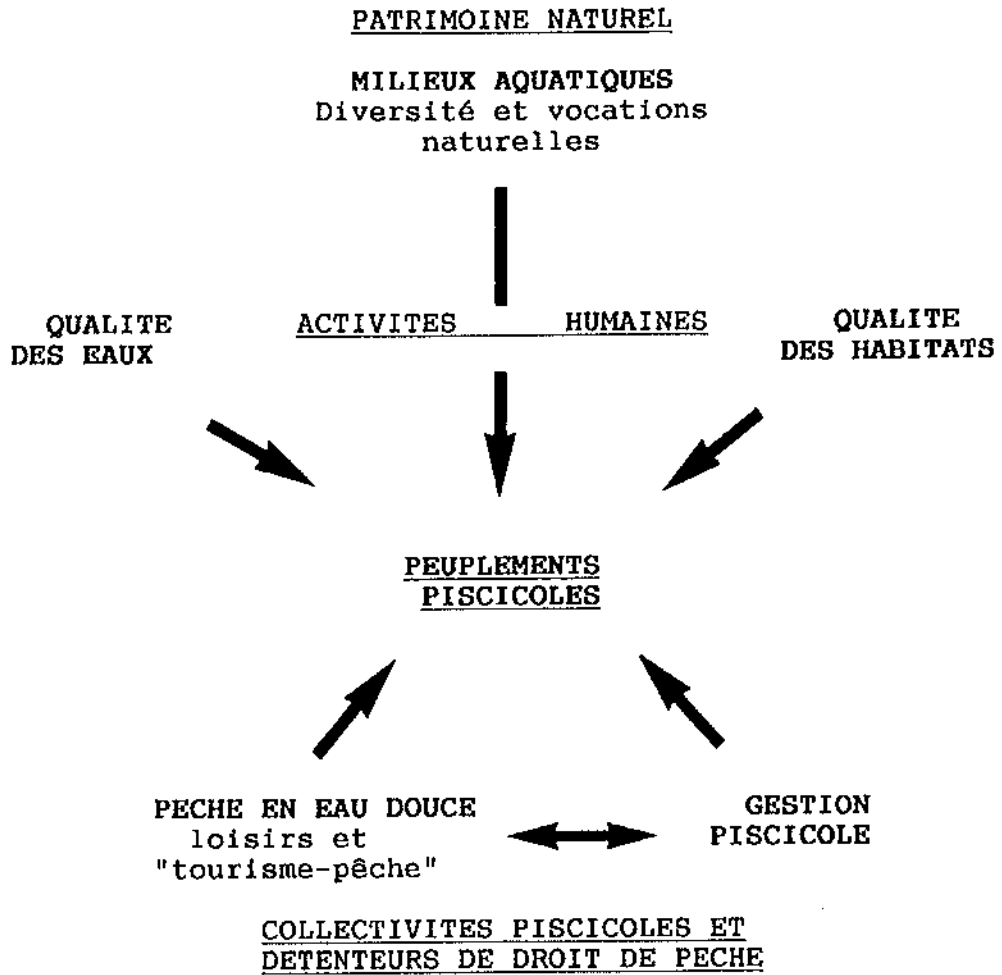 PATRIMOINE NATUREL
MILIEUX AQUATIQUES
Diversité et vocations
naturelles
QUALITE
DES EAUX
ACTIVITES HUMAINES
QUALITE
DES HABITATS
PEUPLEMENTS
PISCICOLES
PECHE EN EAU DOUCE
loisirs et
"tourisme-pêche"
GESTION
PISCICOLE
COLLECTIVITES PISCICOLES ET
DETENTEURS DE DROIT DE PECHE